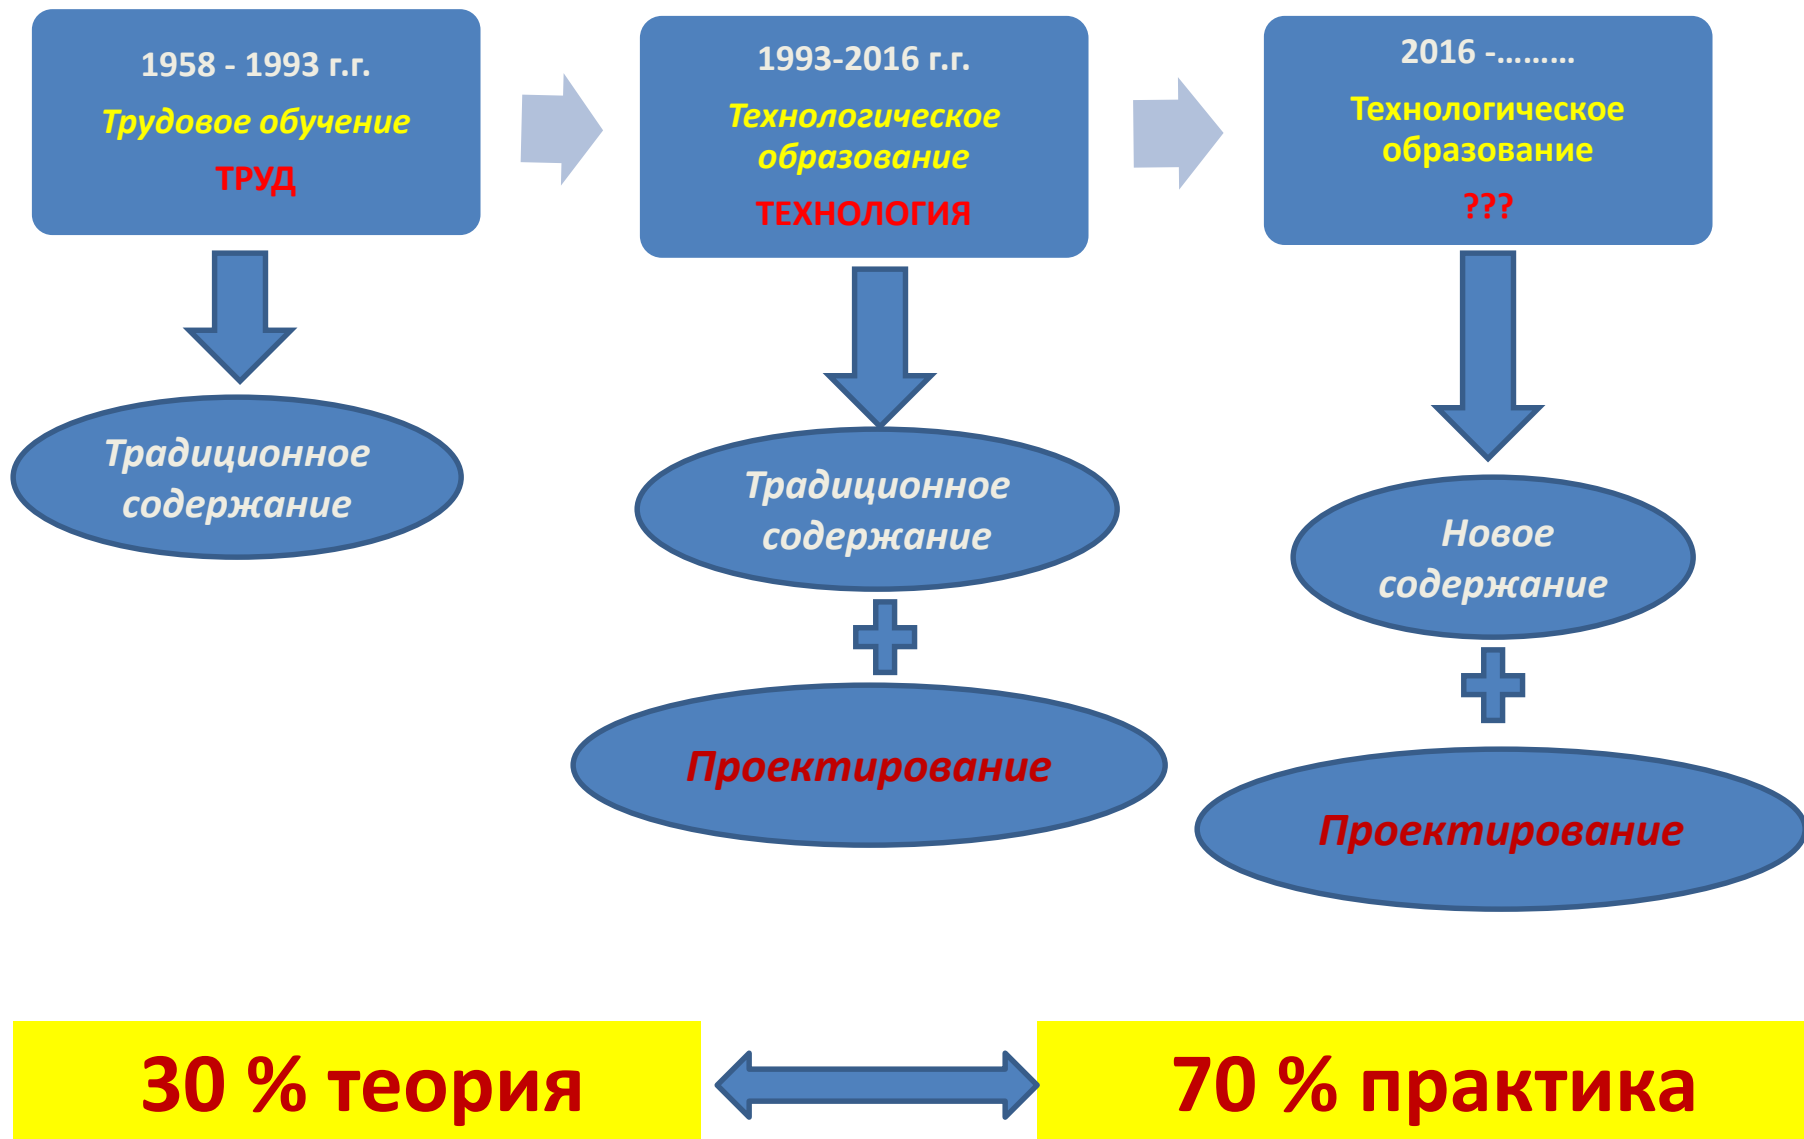 1958 - 1993 г.г.
Трудовое обучение
ТРУД
1993-2016 г.г.
Технологическое
образование
ТЕХНОЛОГИЯ
2016 -………
Технологическое
образование
???
Традиционное
содержание
Традиционное
содержание
Новое
содержание
Проектирование
Проектирование
30 % теория
70 % практика